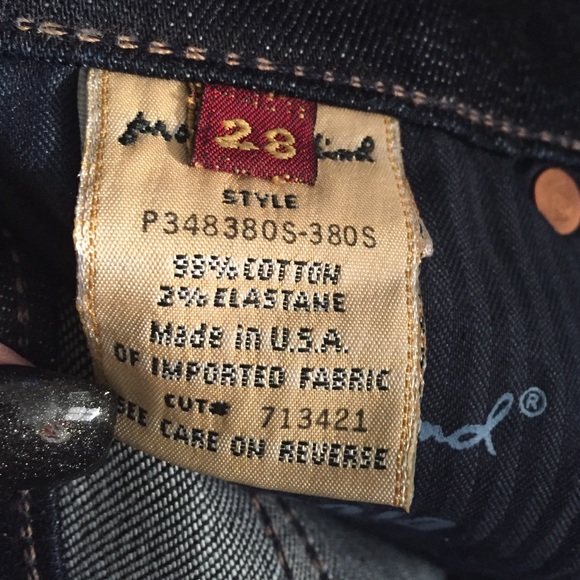 28
STYLE
P348380S-380S
98% COTTON
2% ELASTANE
Made in U.S.A.
OF IMPORTED FABRIC
CUT# 713421
SEE CARE ON REVERSE
®